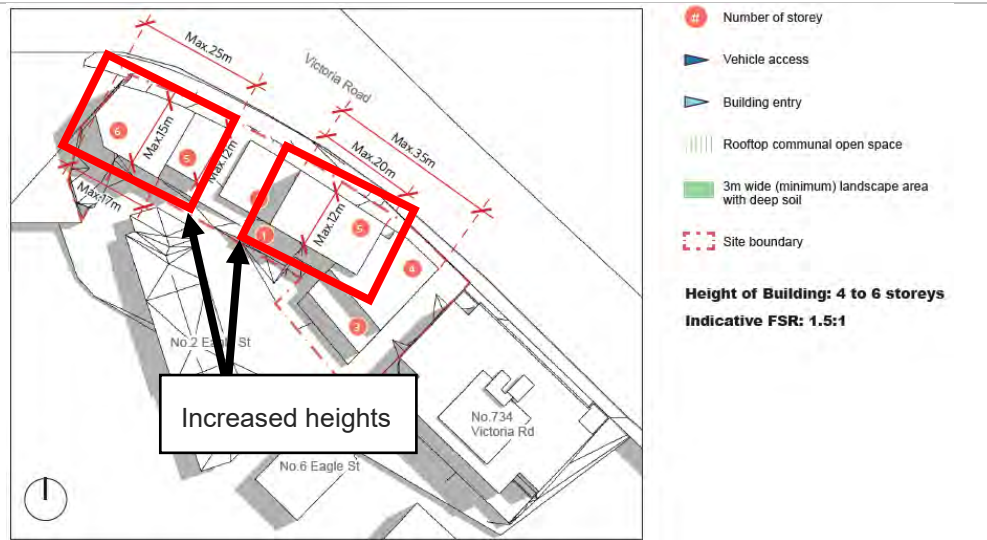 Max.25m
Victoria Road
Max.35m
Max.20m
6
Max.15m
5
Max.12m
Max.17m
1
Max.12m
5
4
3
No.2 Eagle St
Increased heights
No.6 Eagle St
No.734
Victoria Rd
# Number of storey
Vehicle access
Building entry
Rooftop communal open space
3m wide (minimum) landscape area
with deep soil
Site boundary
Height of Building: 4 to 6 storeys
Indicative FSR: 1.5:1